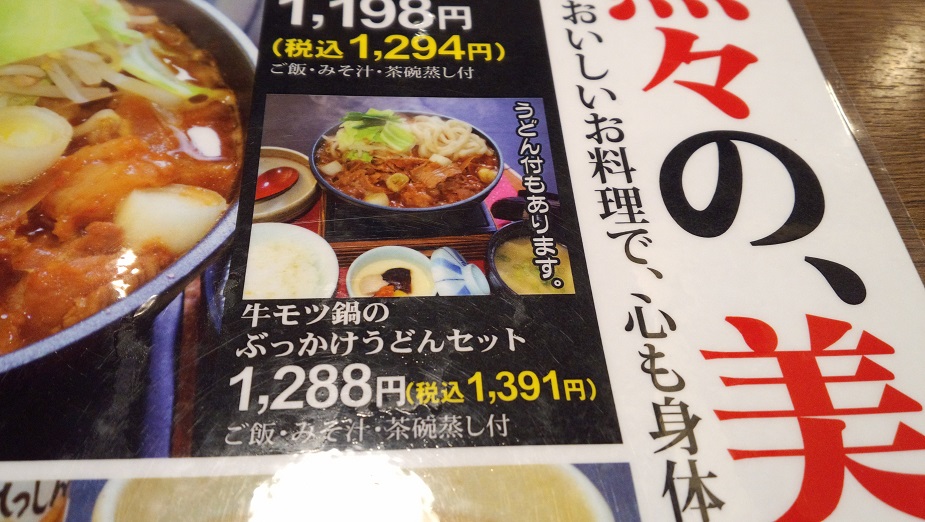 1,198円
(税込1,294円)
ご飯・みそ汁・茶碗蒸し付
うどん付もあります。
牛モツ鍋の
ぶっかけうどんセット
1,288円(税込1,391円)
ご飯・みそ汁・茶碗蒸し付
々の、美
おいしいお料理で、心も身体